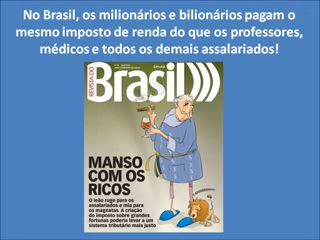 No Brasil, os milionários e bilionários pagam o
mesmo imposto de renda do que os professores,
médicos e todos os demais assalariados!
REVISTA DO
Brasil
MANSO
COM OS
RICOS
O leão ruge para os
assalariados e mia para
os magnatas. A criação
do imposto sobre grandes
fortunas poderia levar a um
sistema tributário mais justo